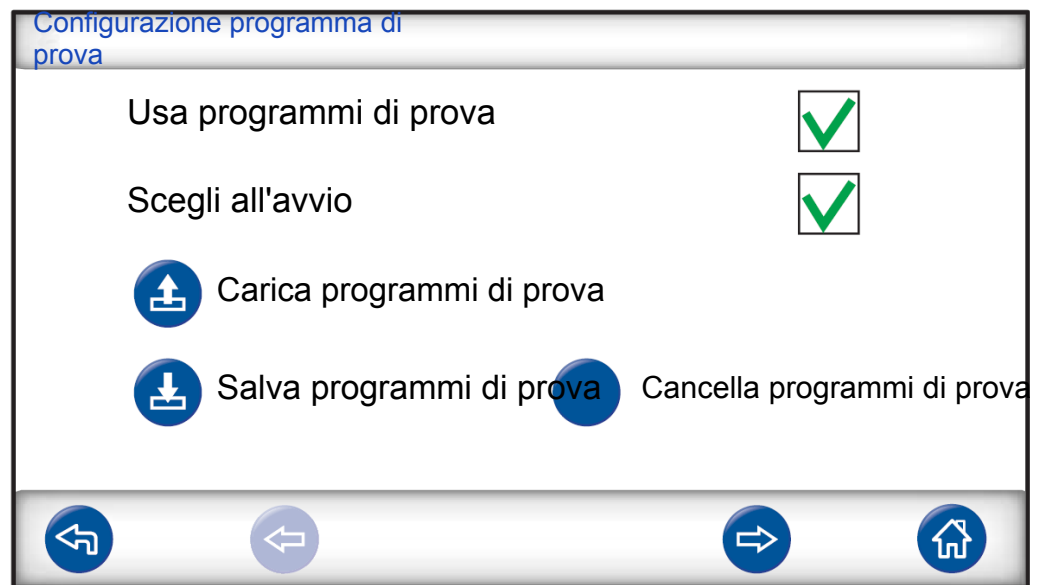 Configurazione programma di
prova
Usa programmi di prova
Scegli all'avvio
Carica programmi di prova
Salva programmi di prova
Cancella programmi di prova